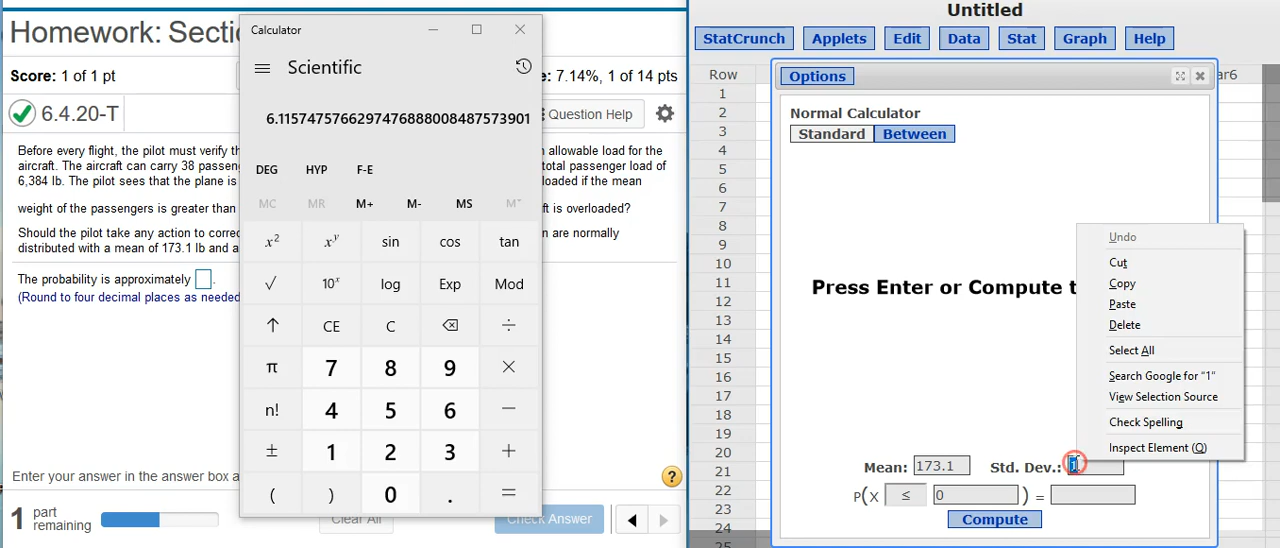 Homework: Secti
Score: 1 of 1 pt
e: 7.14%, 1 of 14 pts
6.4.20-T
Question Help
Before every flight, the pilot must verify th
allowable load for the
aircraft. The aircraft can carry 38 passeng
total passenger load of
6,384 lb. The pilot sees that the plane is
loaded if the mean
weight of the passengers is greater than
ft is overloaded?
Should the pilot take any action to correc
n are normally
distributed with a mean of 173.1 lb and a
The probability is approximately
(Round to four decimal places as needed
Enter your answer in the answer box a
?
1 part
remaining
Clear All
Check Answer
Calculator
Scientific
6.1157475766297476888008487573901
DEG HYP F-E
MC MR M+ M- MS M˅
x² xʸ sin cos tan
√ 10ˣ log Exp Mod
↑ CE C ⌫ ÷
π 7 8 9 ×
n! 4 5 6 −
± 1 2 3 +
( ) 0 . =
Untitled
StatCrunch Applets Edit Data Stat Graph Help
Row
ar6
1
2
3
4
5
6
7
8
9
10
11
12
13
14
15
16
17
18
19
20
21
22
23
24
25
Options
Normal Calculator
Standard Between
Press Enter or Compute t
Undo
Cut
Copy
Paste
Delete
Select All
Search Google for "1"
View Selection Source
Check Spelling
Inspect Element (Q)
Mean: 173.1 Std. Dev.: 1
P(X ≤ 0 ) =
Compute